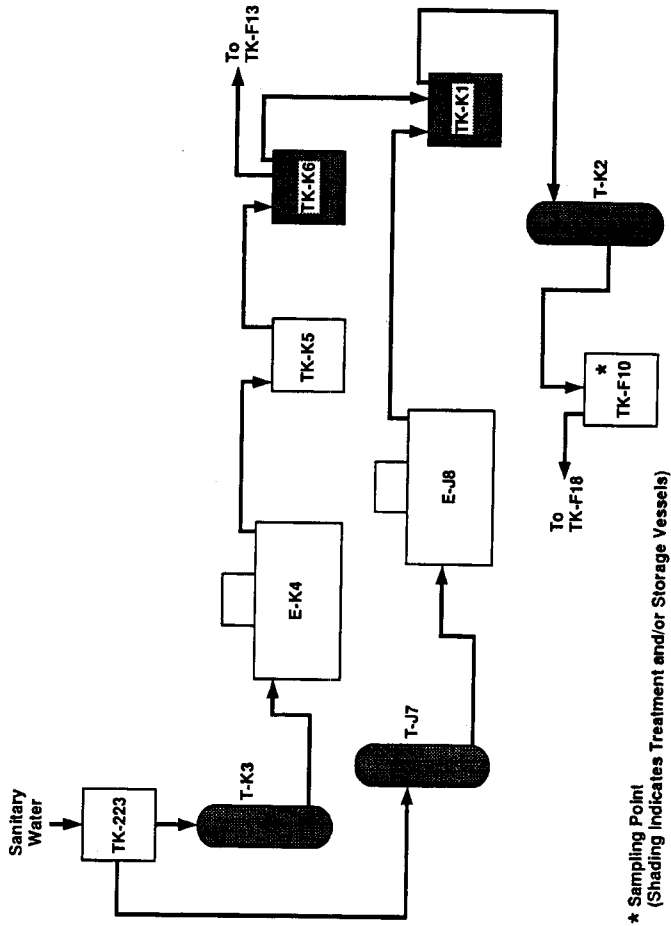 Sanitary
Water
TK-223
T-K3
E-K4
TK-K5
TK-K6
To
TK-F13
T-J7
E-J8
TK-K1
T-K2
TK-F10
*
To
TK-F18
* Sampling Point
(Shading Indicates Treatment and/or Storage Vessels)